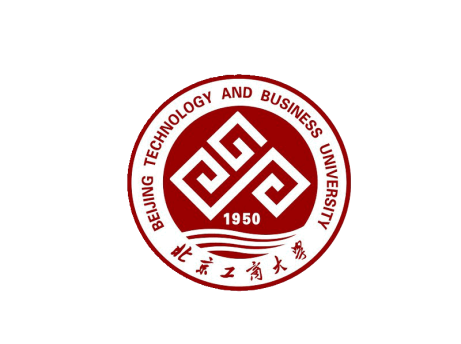 BEIJING TECHNOLOGY AND BUSINESS UNIVERSITY
1950
北京工商大学